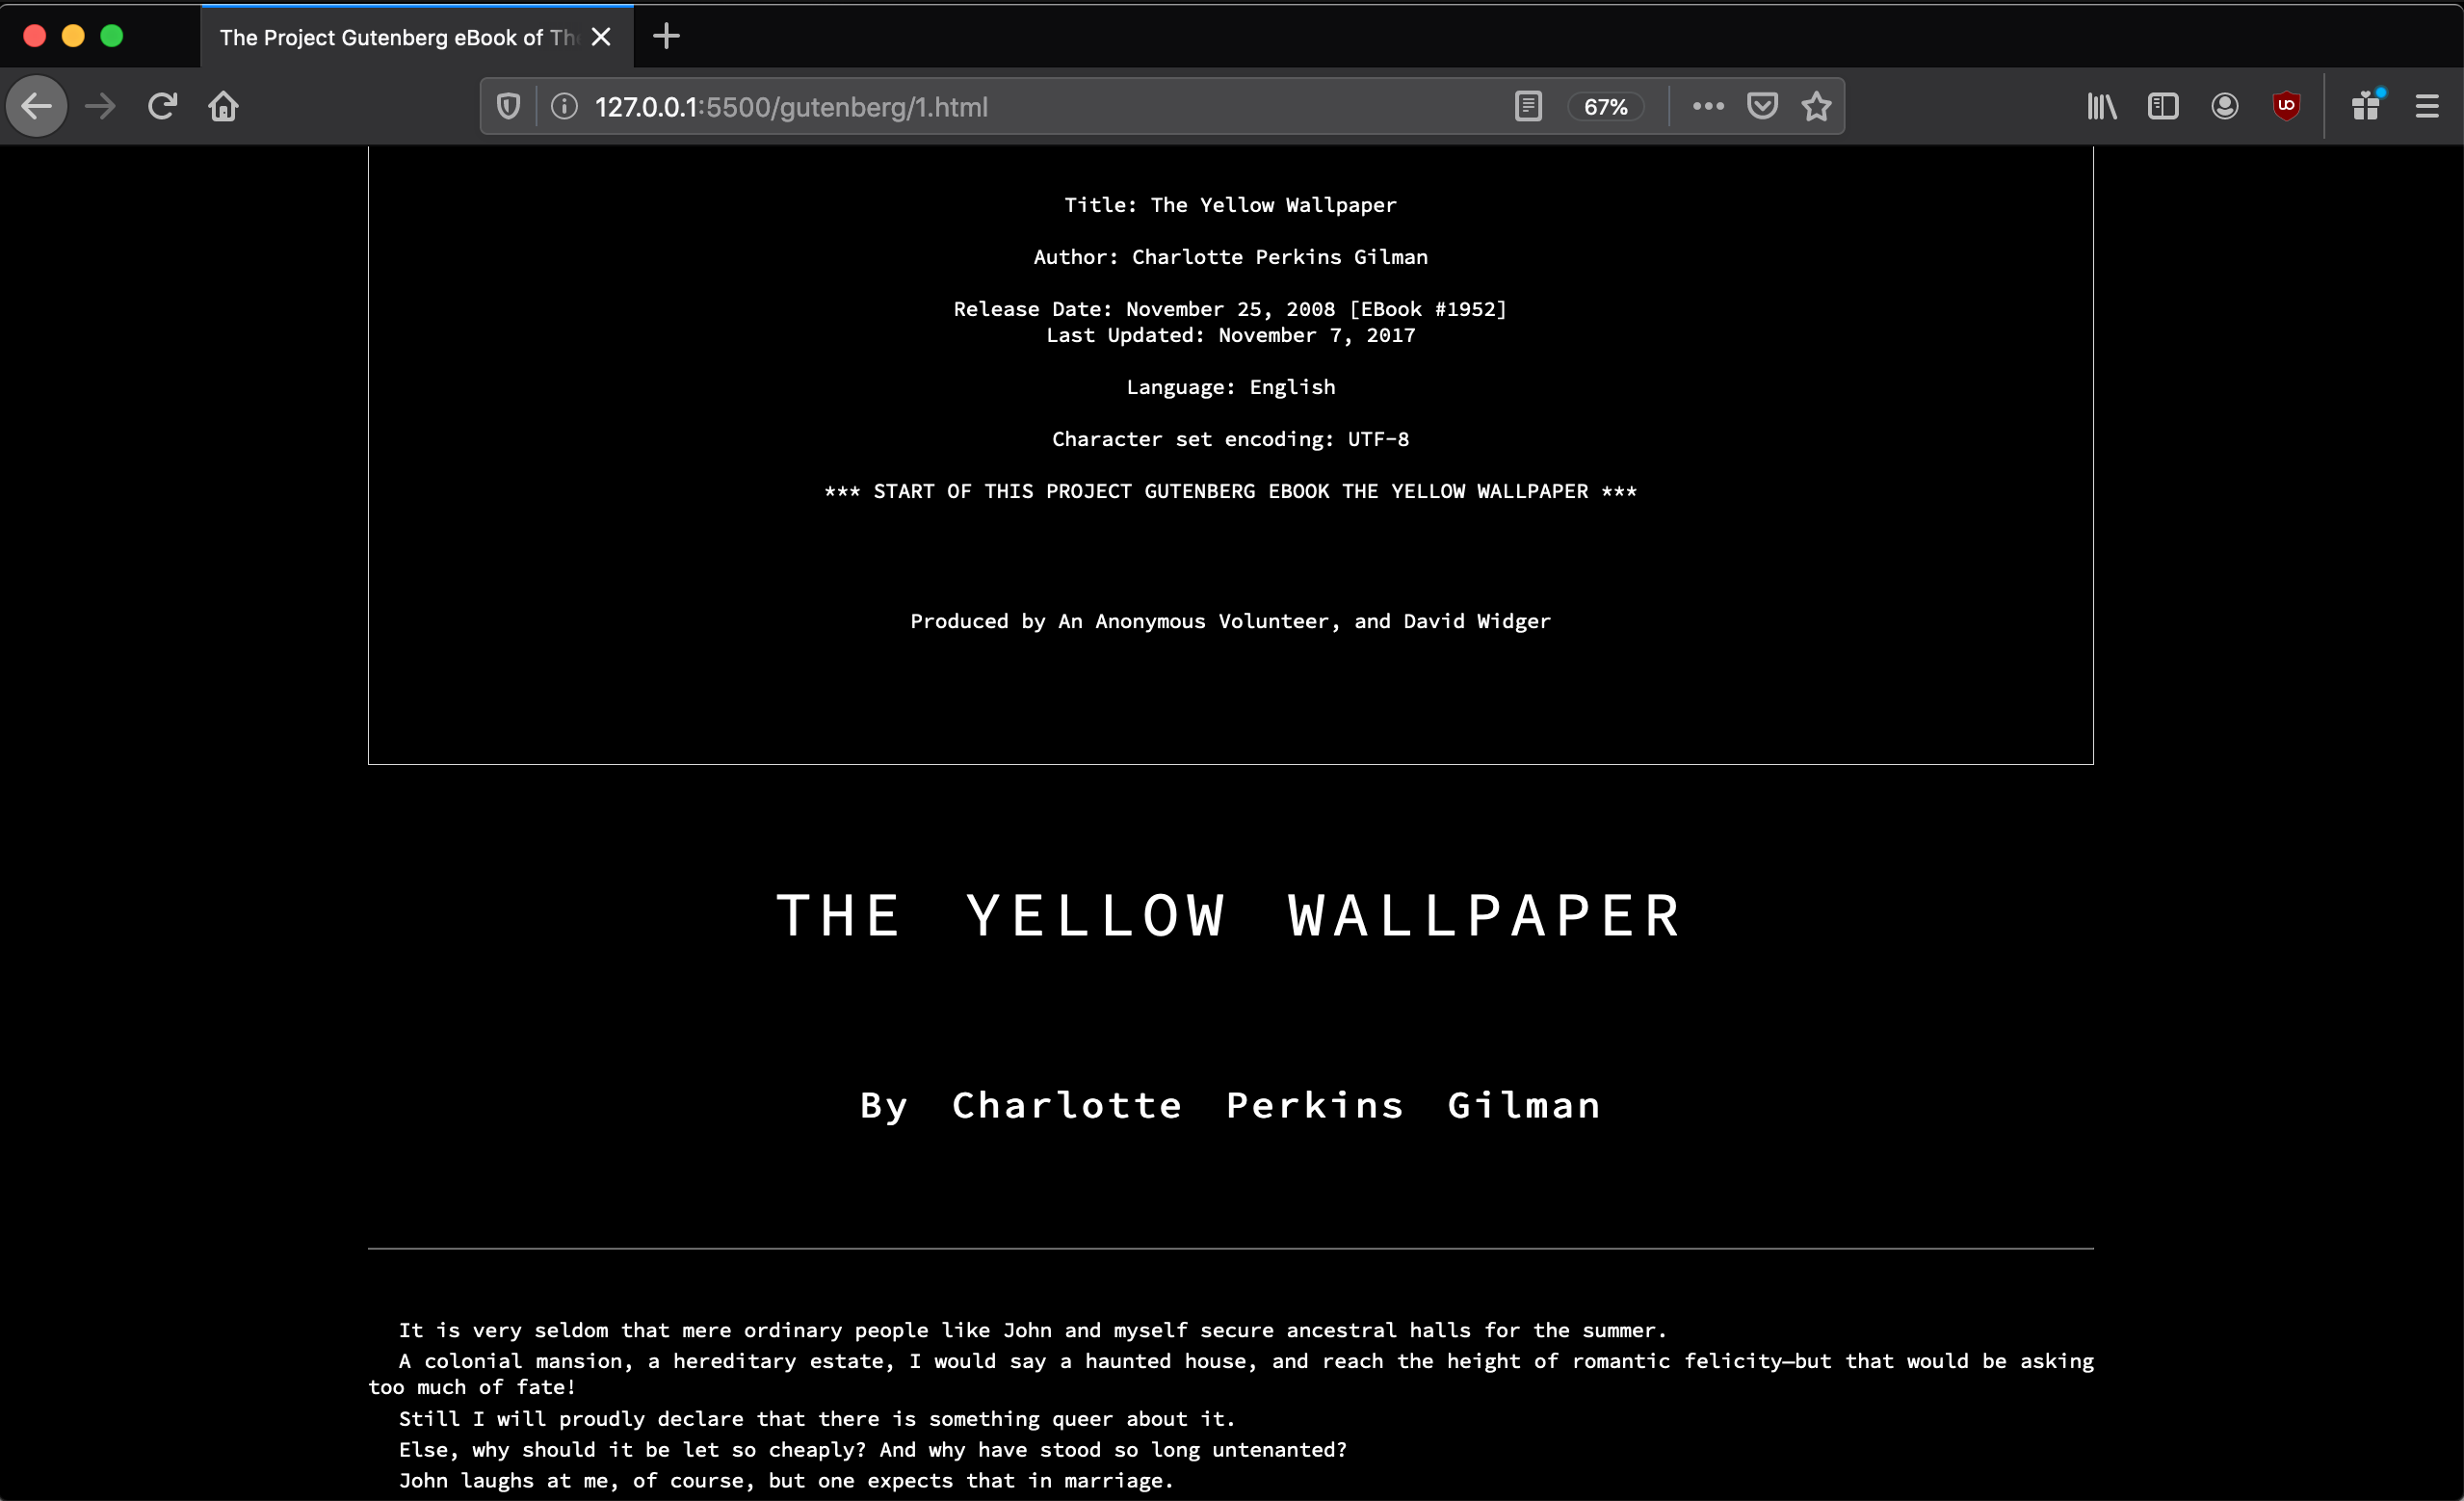 The Project Gutenberg eBook of The
127.0.0.1:5500/gutenberg/1.html
67%
Title: The Yellow Wallpaper
Author: Charlotte Perkins Gilman
Release Date: November 25, 2008 [EBook #1952]
Last Updated: November 7, 2017
Language: English
Character set encoding: UTF-8
*** START OF THIS PROJECT GUTENBERG EBOOK THE YELLOW WALLPAPER ***
Produced by An Anonymous Volunteer, and David Widger
THE YELLOW WALLPAPER
By Charlotte Perkins Gilman
It is very seldom that mere ordinary people like John and myself secure ancestral halls for the summer.
A colonial mansion, a hereditary estate, I would say a haunted house, and reach the height of romantic felicity—but that would be asking
too much of fate!
Still I will proudly declare that there is something queer about it.
Else, why should it be let so cheaply? And why have stood so long untenanted?
John laughs at me, of course, but one expects that in marriage.